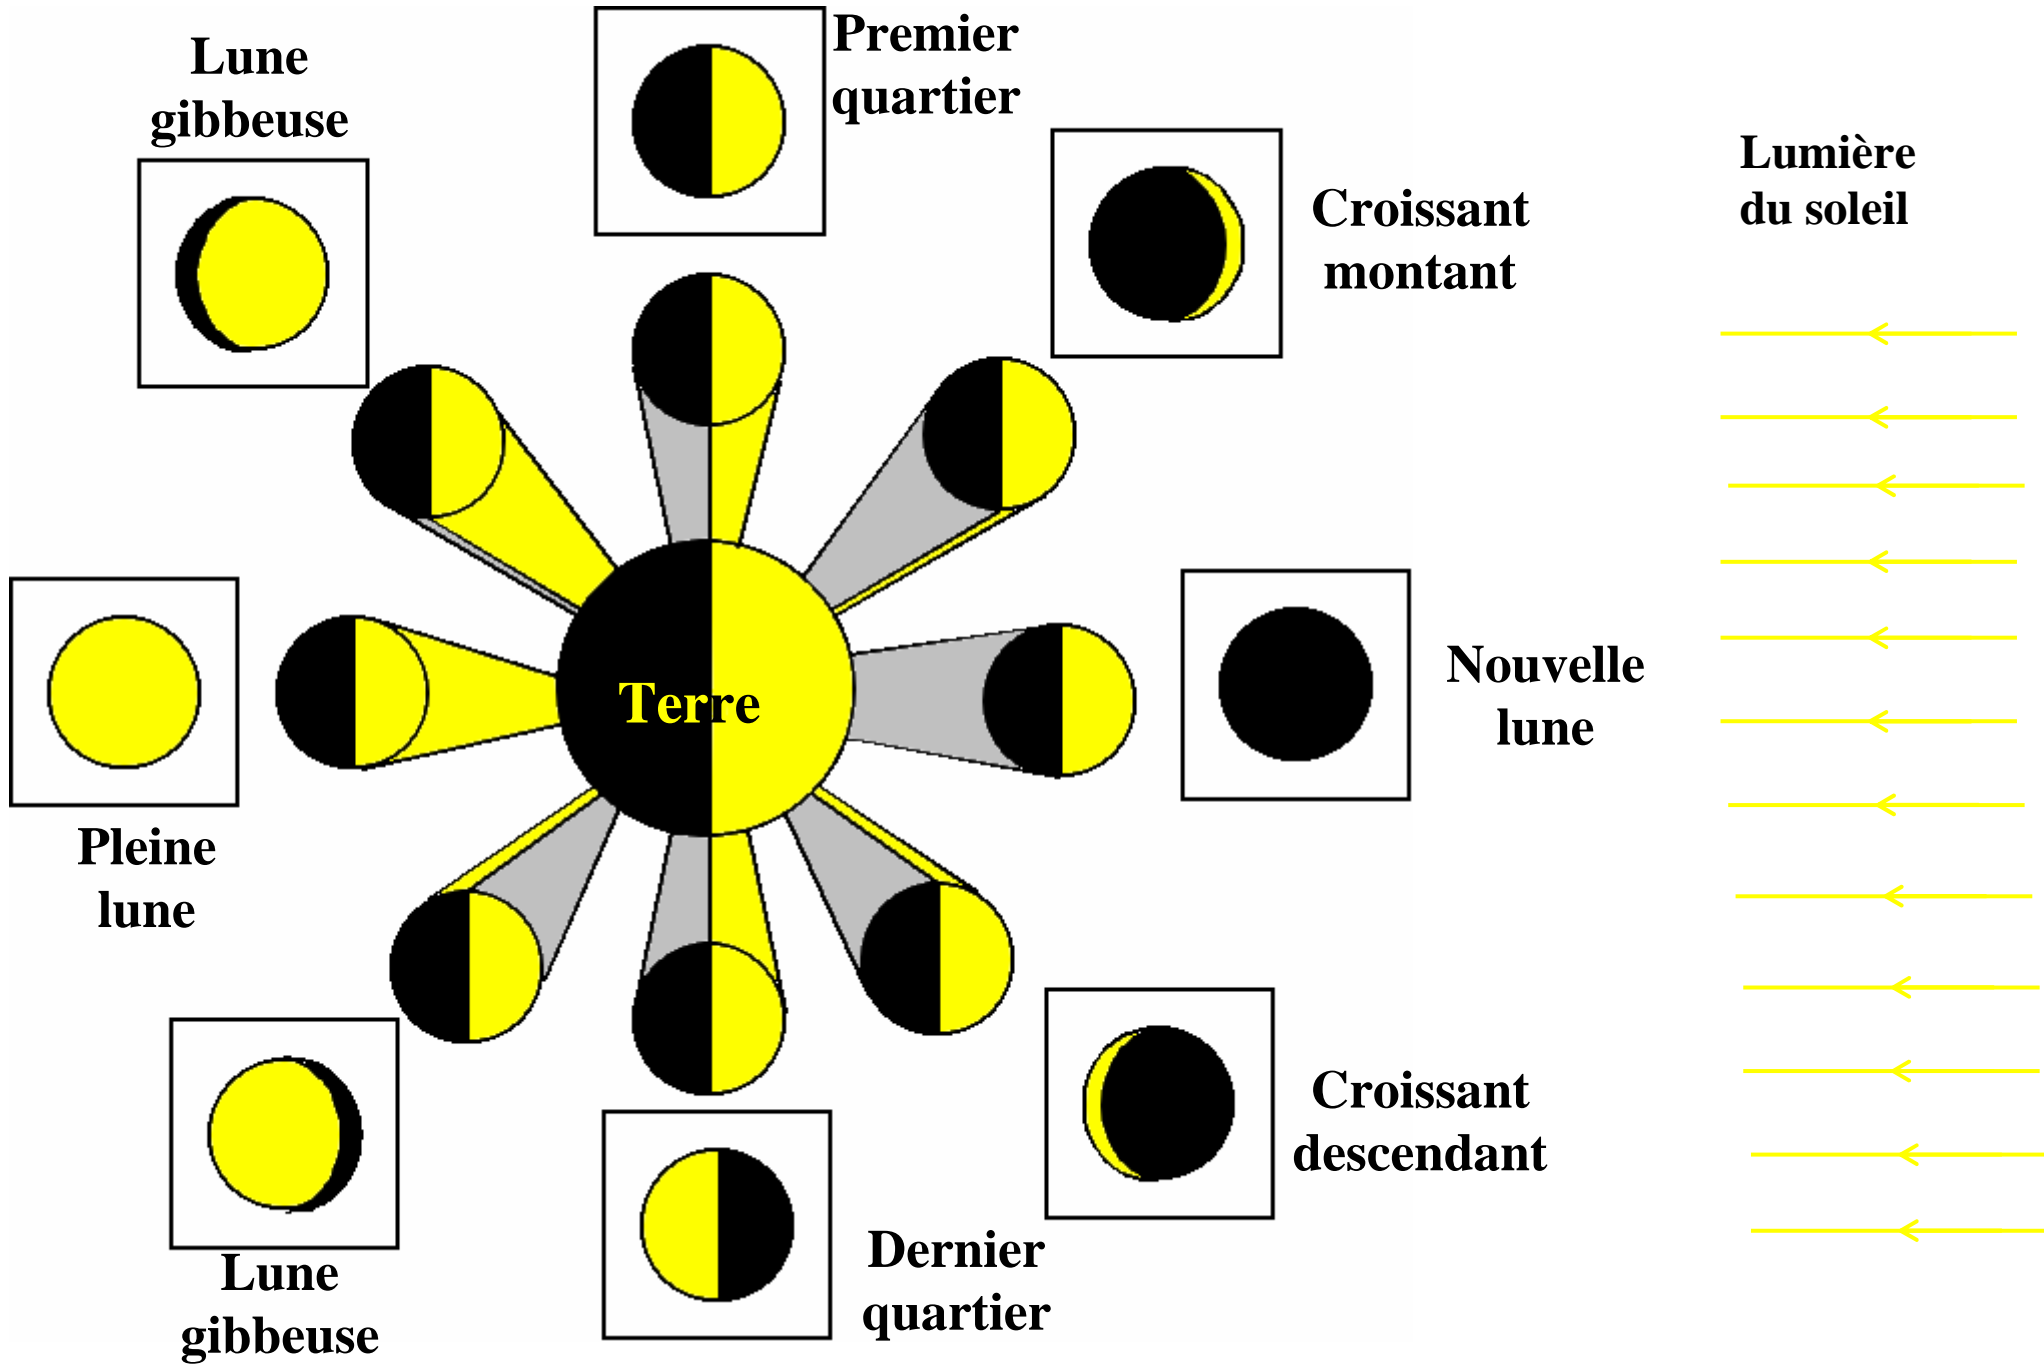 Lune
gibbeuse
Premier
quartier
Croissant
montant
Lumière
du soleil
Nouvelle
lune
Terre
Pleine
lune
Croissant
descendant
Dernier
quartier
Lune
gibbeuse